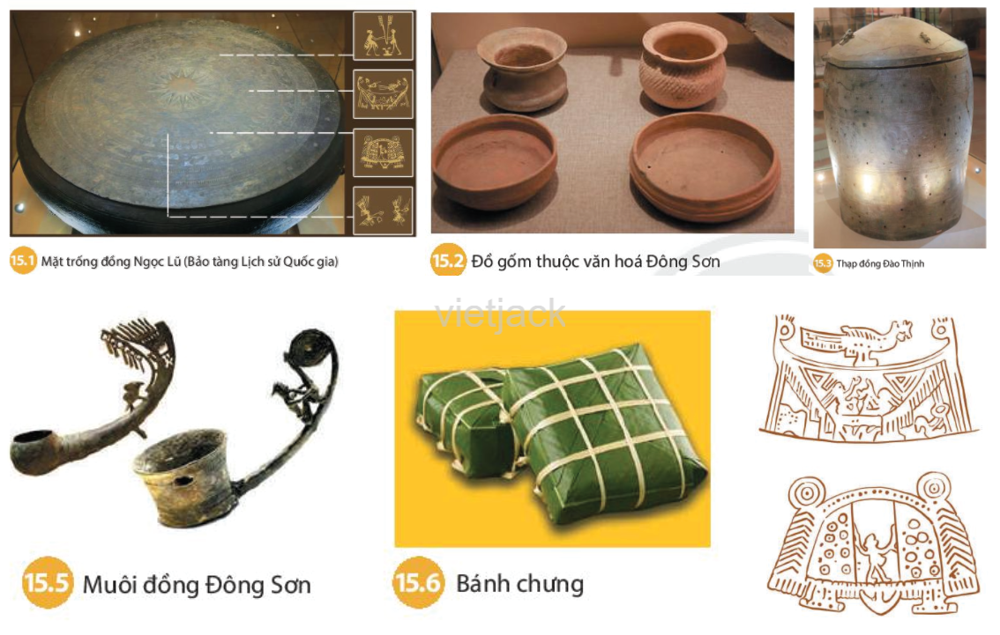 15.1 Mặt trống đồng Ngọc Lũ (Bảo tàng Lịch sử Quốc gia)
15.2 Đồ gốm thuộc văn hoá Đông Sơn
15.3 Thạp đồng Đào Thịnh
vietjack
15.5 Muôi đồng Đông Sơn
15.6 Bánh chưng